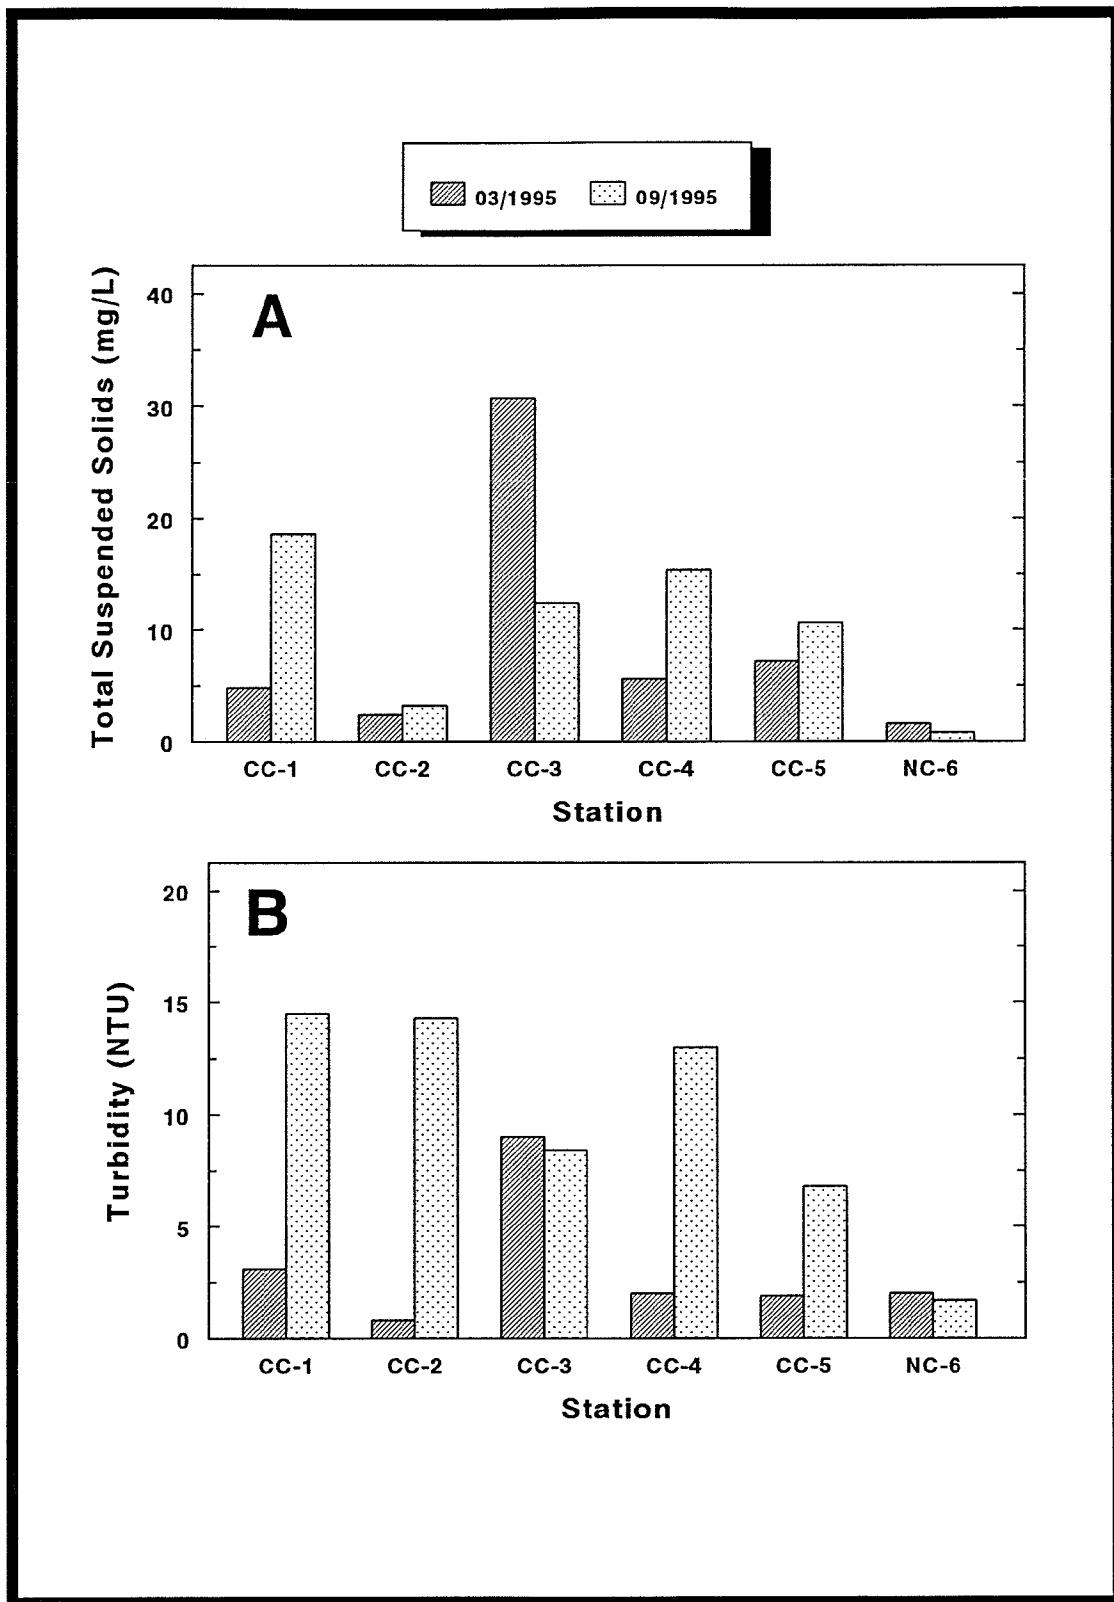 03/1995 09/1995
A
Total Suspended Solids (mg/L)
40
30
20
10
0
CC-1 CC-2 CC-3 CC-4 CC-5 NC-6
Station
B
Turbidity (NTU)
20
15
10
5
0
CC-1 CC-2 CC-3 CC-4 CC-5 NC-6
Station